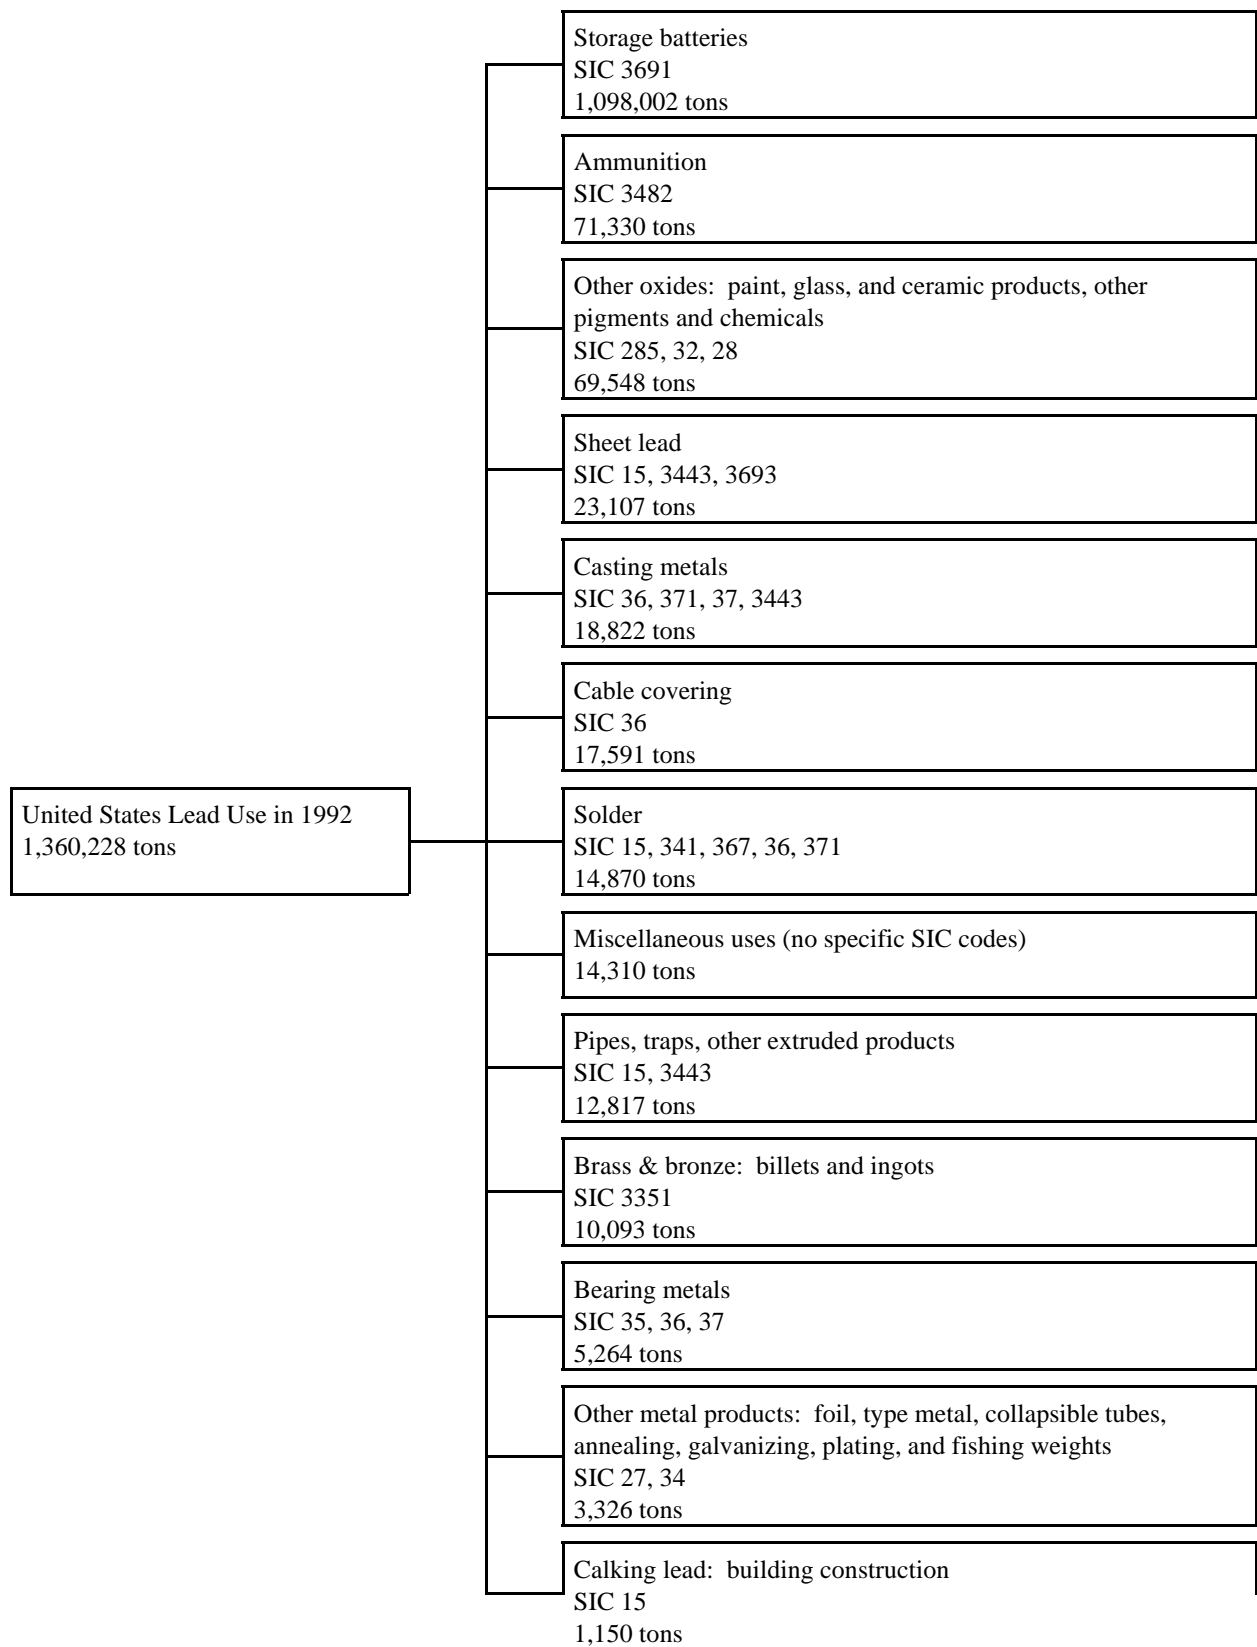 Storage batteries
SIC 3691
1,098,002 tons
Ammunition
SIC 3482
71,330 tons
Other oxides:  paint, glass, and ceramic products, other
pigments and chemicals
SIC 285, 32, 28
69,548 tons
Sheet lead
SIC 15, 3443, 3693
23,107 tons
Casting metals
SIC 36, 371, 37, 3443
18,822 tons
Cable covering
SIC 36
17,591 tons
United States Lead Use in 1992
1,360,228 tons
Solder
SIC 15, 341, 367, 36, 371
14,870 tons
Miscellaneous uses (no specific SIC codes)
14,310 tons
Pipes, traps, other extruded products
SIC 15, 3443
12,817 tons
Brass & bronze:  billets and ingots
SIC 3351
10,093 tons
Bearing metals
SIC 35, 36, 37
5,264 tons
Other metal products:  foil, type metal, collapsible tubes,
annealing, galvanizing, plating, and fishing weights
SIC 27, 34
3,326 tons
Calking lead:  building construction
SIC 15
1,150 tons